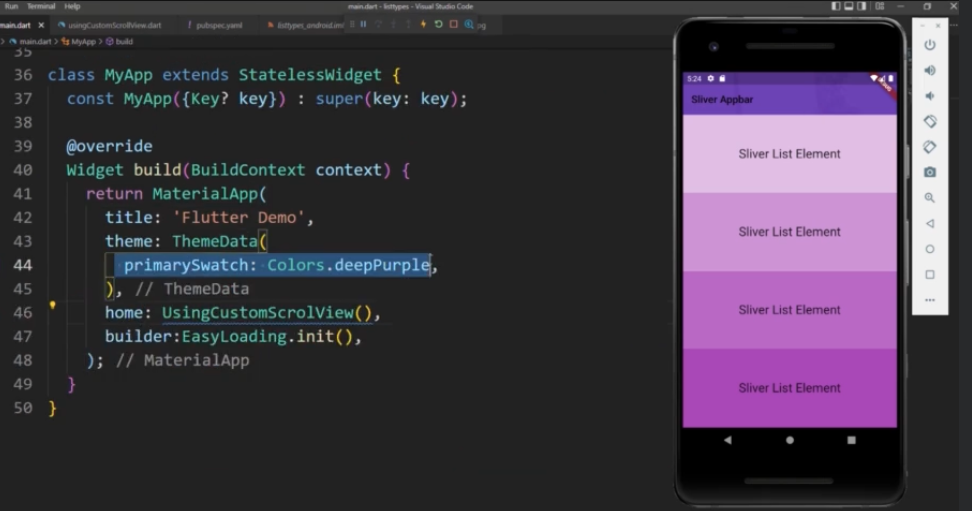 Run Terminal Help
main.dart - Visual Studio Code
main.dart × usingCustomScrollView.dart pubspec.yaml
main.dart > MyApp > build
35
36 class MyApp extends StatelessWidget {
37 const MyApp({Key? key}) : super(key: key);
38
39 @override
40 Widget build(BuildContext context) {
41 return MaterialApp(
42 title: 'Flutter Demo',
43 theme: ThemeData(
44 primarySwatch: Colors.deepPurple,
45 ), // ThemeData
46 home: UsingCustomScrolView(),
47 builder:EasyLoading.init(),
48 ); // MaterialApp
49 }
50 }
5:24
Sliver Appbar
Sliver List Element
Sliver List Element
Sliver List Element
Sliver List Element